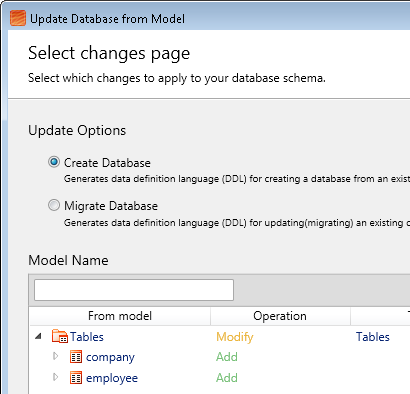 Update Database from Model
Select changes page
Select which changes to apply to your database schema.
Update Options
Create Database
Generates data definition language (DDL) for creating a database from an
Migrate Database
Generates data definition language (DDL) for updating(migrating) an existing
Model Name
From model Operation
Tables Modify Tables
company Add
employee Add